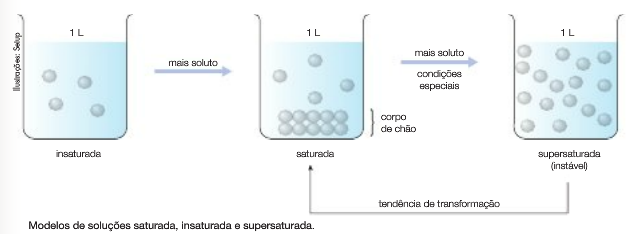 Ilustrações: Setup
1 L
mais soluto
1 L
mais soluto
condições
especiais
1 L
corpo
de chão
insaturada
saturada
supersaturada
(instável)
tendência de transformação
Modelos de soluções saturada, insaturada e supersaturada.